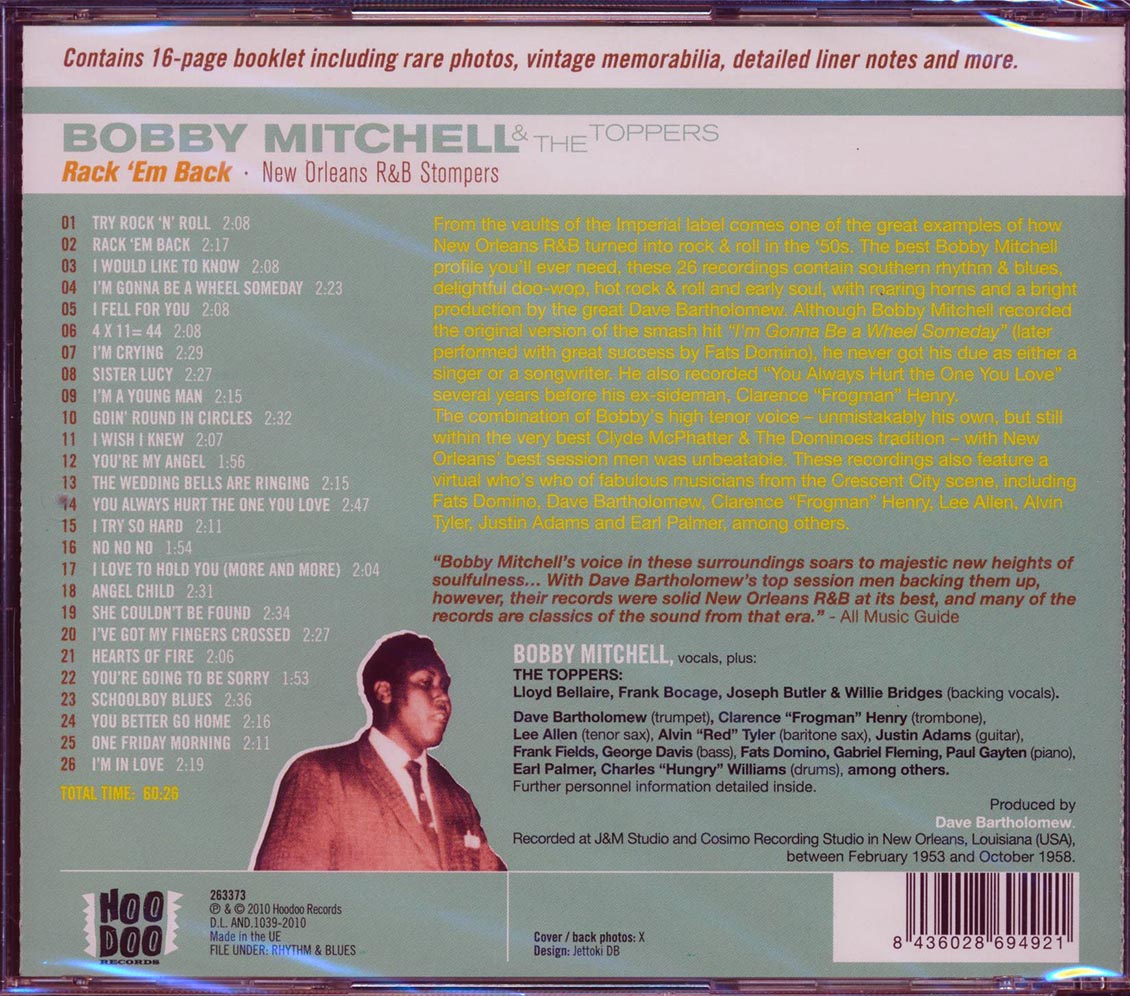 Contains 16-page booklet including rare photos, vintage memorabilia, detailed liner notes and more.
BOBBY MITCHELL & THE TOPPERS
Rack ‘Em Back · New Orleans R&B Stompers
01 TRY ROCK ‘N’ ROLL 2:08
02 RACK ‘EM BACK 2:17
03 I WOULD LIKE TO KNOW 2:08
04 I’M GONNA BE A WHEEL SOMEDAY 2:23
05 I FELL FOR YOU 2:08
06 4 X 11= 44 2:08
07 I’M CRYING 2:29
08 SISTER LUCY 2:27
09 I’M A YOUNG MAN 2:15
10 GOIN’ ROUND IN CIRCLES 2:32
11 I WISH I KNEW 2:07
12 YOU’RE MY ANGEL 1:56
13 THE WEDDING BELLS ARE RINGING 2:15
14 YOU ALWAYS HURT THE ONE YOU LOVE 2:47
15 I TRY SO HARD 2:11
16 NO NO NO 1:54
17 I LOVE TO HOLD YOU (MORE AND MORE) 2:04
18 ANGEL CHILD 2:31
19 SHE COULDN’T BE FOUND 2:34
20 I’VE GOT MY FINGERS CROSSED 2:27
21 HEARTS OF FIRE 2:06
22 YOU’RE GOING TO BE SORRY 1:53
23 SCHOOLBOY BLUES 2:36
24 YOU BETTER GO HOME 2:16
25 ONE FRIDAY MORNING 2:11
26 I’M IN LOVE 2:19
TOTAL TIME: 60:26
From the vaults of the Imperial label comes one of the great examples of how
New Orleans R&B turned into rock & roll in the ‘50s. The best Bobby Mitchell
profile you’ll ever need, these 26 recordings contain southern rhythm & blues,
delightful doo-wop, hot rock & roll and early soul, with roaring horns and a bright
production by the great Dave Bartholomew. Although Bobby Mitchell recorded
the original version of the smash hit “I’m Gonna Be a Wheel Someday” (later
performed with great success by Fats Domino), he never got his due as either a
singer or a songwriter. He also recorded “You Always Hurt the One You Love”
several years before his ex-sideman, Clarence “Frogman” Henry.
The combination of Bobby’s high tenor voice – unmistakably his own, but still
within the very best Clyde McPhatter & The Dominoes tradition – with New
Orleans’ best session men was unbeatable. These recordings also feature a
virtual who’s who of fabulous musicians from the Crescent City scene, including
Fats Domino, Dave Bartholomew, Clarence “Frogman” Henry, Lee Allen, Alvin
Tyler, Justin Adams and Earl Palmer, among others.
“Bobby Mitchell’s voice in these surroundings soars to majestic new heights of
soulfulness... With Dave Bartholomew’s top session men backing them up,
however, their records were solid New Orleans R&B at its best, and many of the
records are classics of the sound from that era.” - All Music Guide
BOBBY MITCHELL, vocals, plus:
THE TOPPERS:
Lloyd Bellaire, Frank Bocage, Joseph Butler & Willie Bridges (backing vocals).
Dave Bartholomew (trumpet), Clarence “Frogman” Henry (trombone),
Lee Allen (tenor sax), Alvin “Red” Tyler (baritone sax), Justin Adams (guitar),
Frank Fields, George Davis (bass), Fats Domino, Gabriel Fleming, Paul Gayten (piano),
Earl Palmer, Charles “Hungry” Williams (drums), among others.
Further personnel information detailed inside.
Produced by
Dave Bartholomew.
Recorded at J&M Studio and Cosimo Recording Studio in New Orleans, Louisiana (USA),
between February 1953 and October 1958.
HOO
DOO
RECORDS
263373
℗ & © 2010 Hoodoo Records
D.L. AND.1039-2010
Made in the UE
FILE UNDER: RHYTHM & BLUES
Cover / back photos: X
Design: Jettoki DB
8 436028 694921